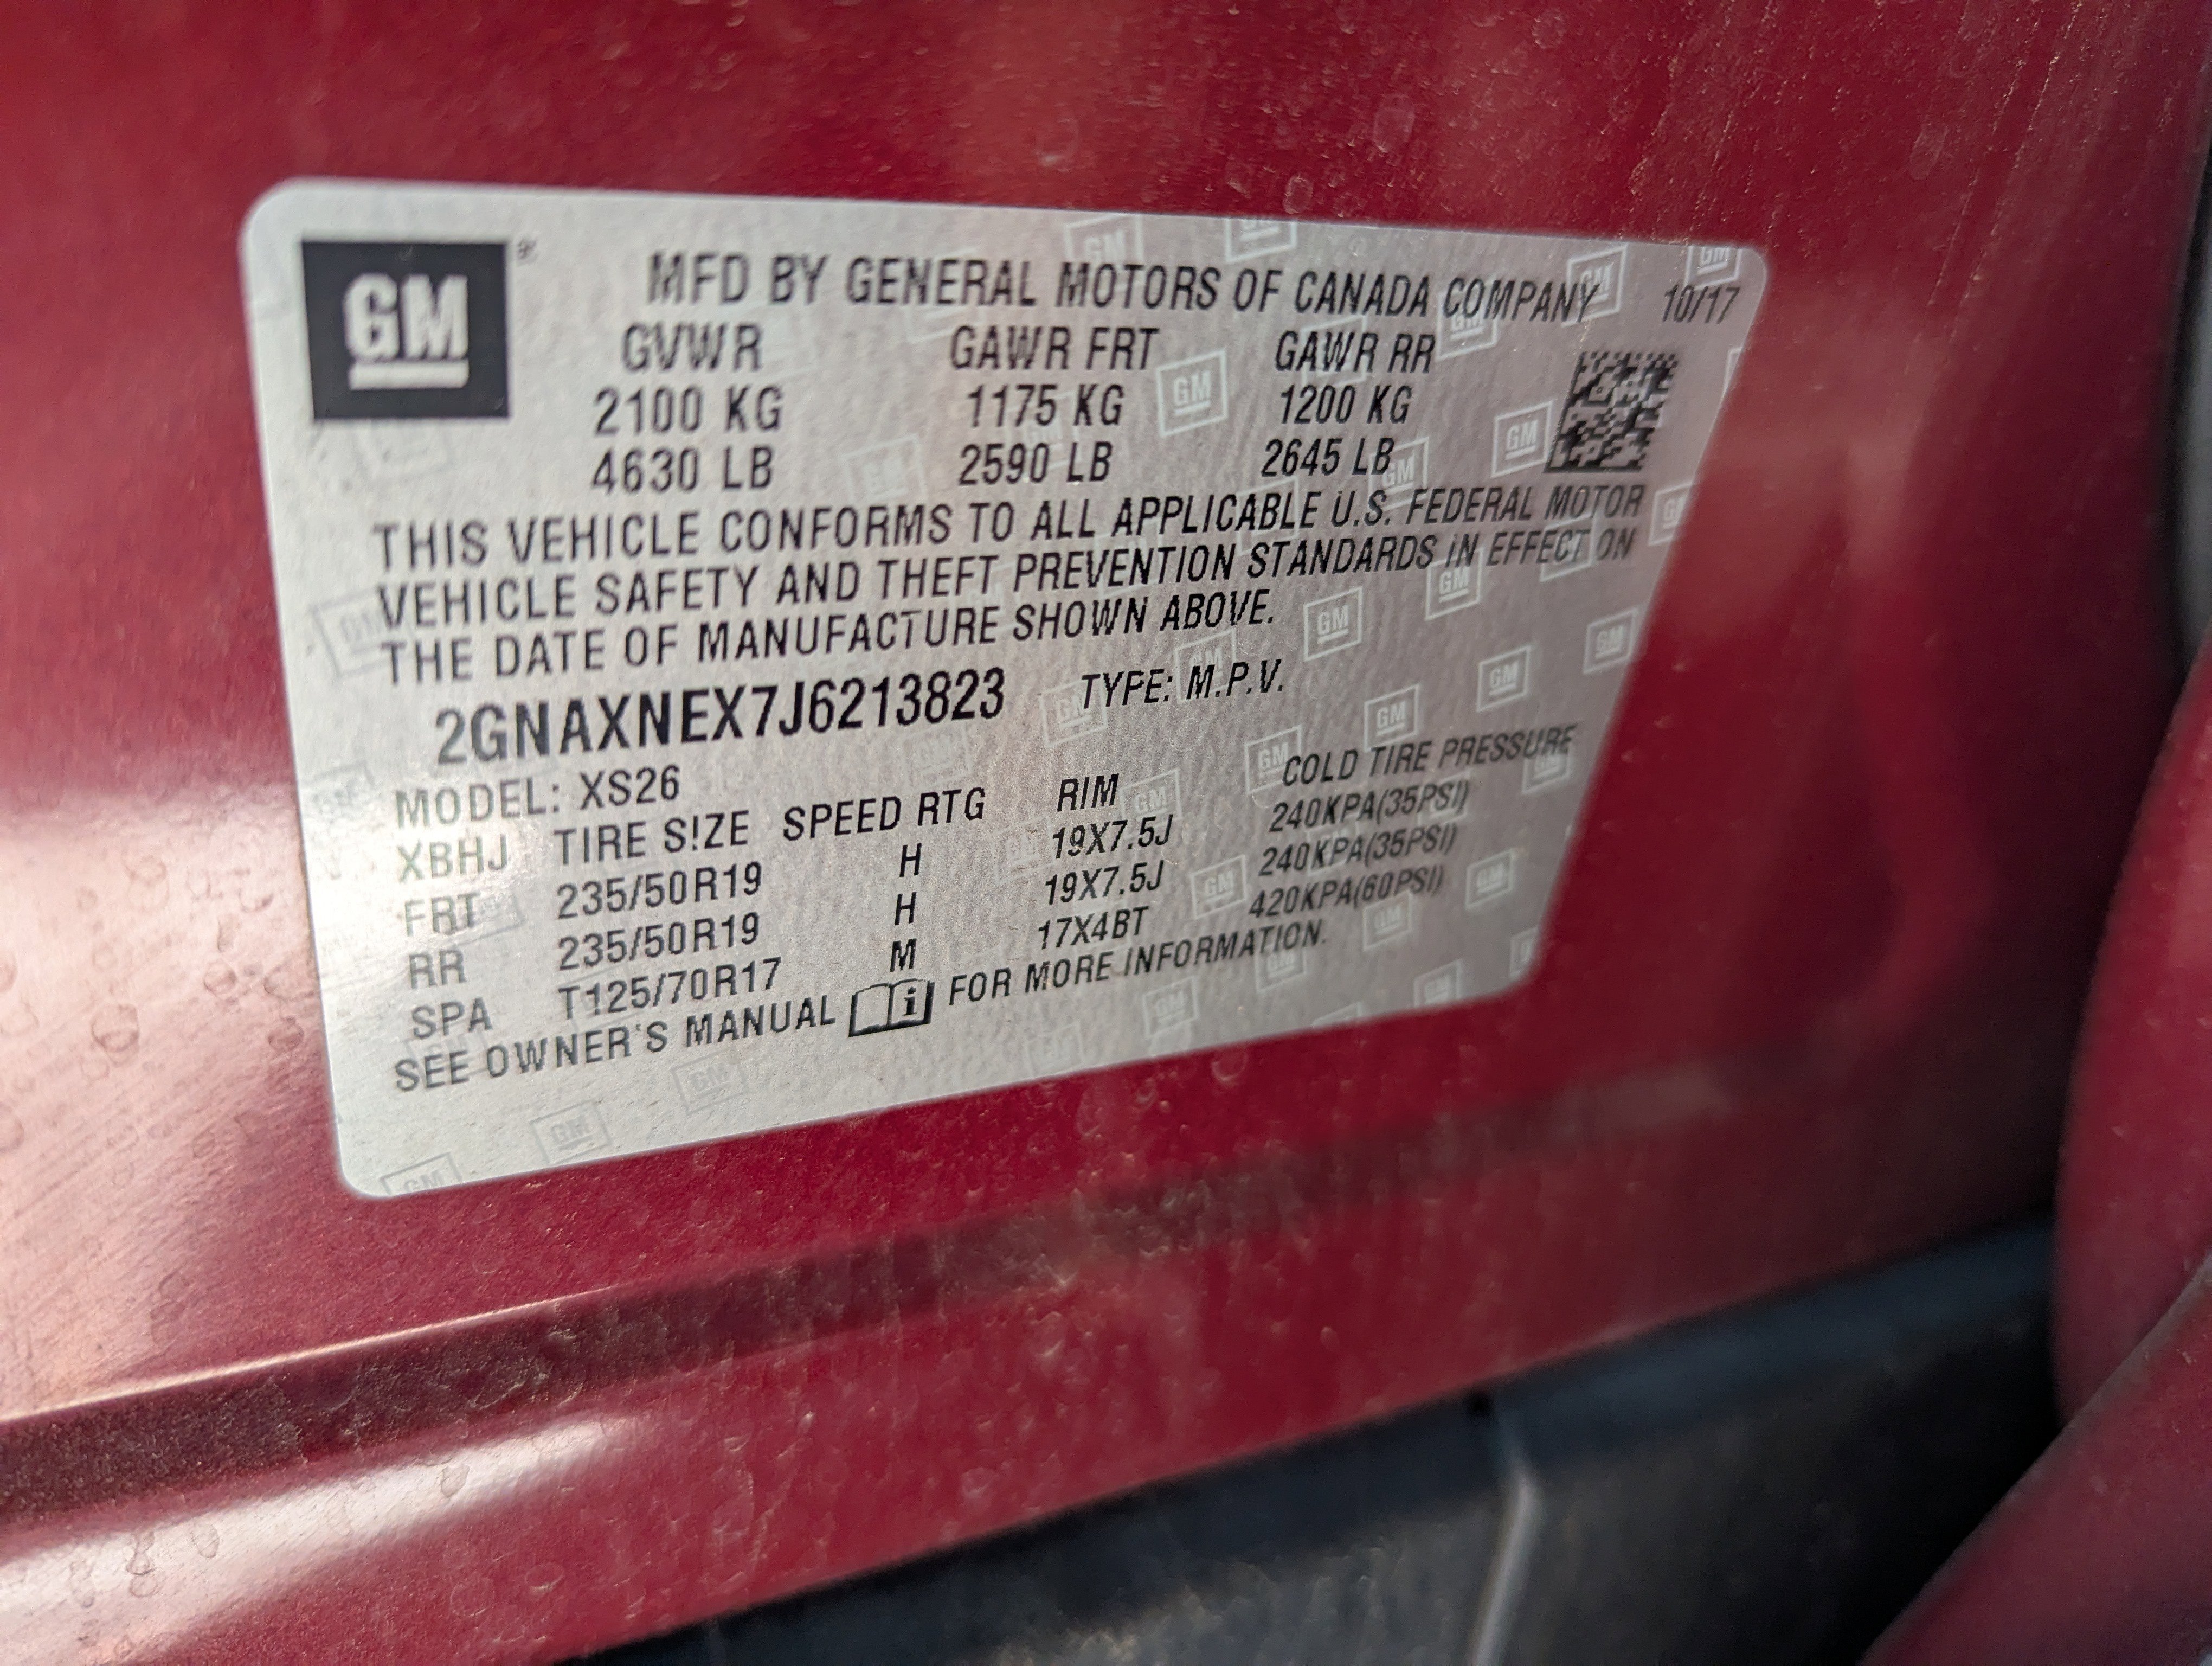 GM
MFD BY GENERAL MOTORS OF CANADA COMPANY 10/17
GVWR GAWR FRT GAWR RR
2100 KG 1175 KG 1200 KG
4630 LB 2590 LB 2645 LB
THIS VEHICLE CONFORMS TO ALL APPLICABLE U.S. FEDERAL MOTOR
VEHICLE SAFETY AND THEFT PREVENTION STANDARDS IN EFFECT ON
THE DATE OF MANUFACTURE SHOWN ABOVE.
2GNAXNEX7J6213823 TYPE: M.P.V.
MODEL: XS26
XBHJ TIRE SIZE SPEED RTG RIM COLD TIRE PRESSURE
FRT 235/50R19 H 19X7.5J 240KPA(35PSI)
RR 235/50R19 H 19X7.5J 240KPA(35PSI)
SPA T125/70R17 M 17X4BT 420KPA(60PSI)
SEE OWNER'S MANUAL i FOR MORE INFORMATION.